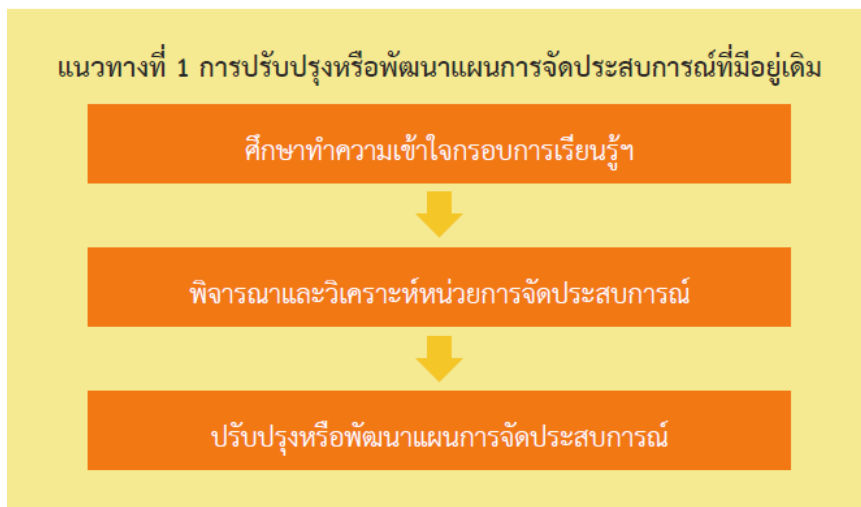 แนวทางที่ 1 การปรับปรุงหรือพัฒนาแผนการจัดประสบการณ์ที่มีอยู่เดิม
ศึกษาทำความเข้าใจกรอบการเรียนรู้ฯ
พิจารณาและวิเคราะห์หน่วยการจัดประสบการณ์
ปรับปรุงหรือพัฒนาแผนการจัดประสบการณ์